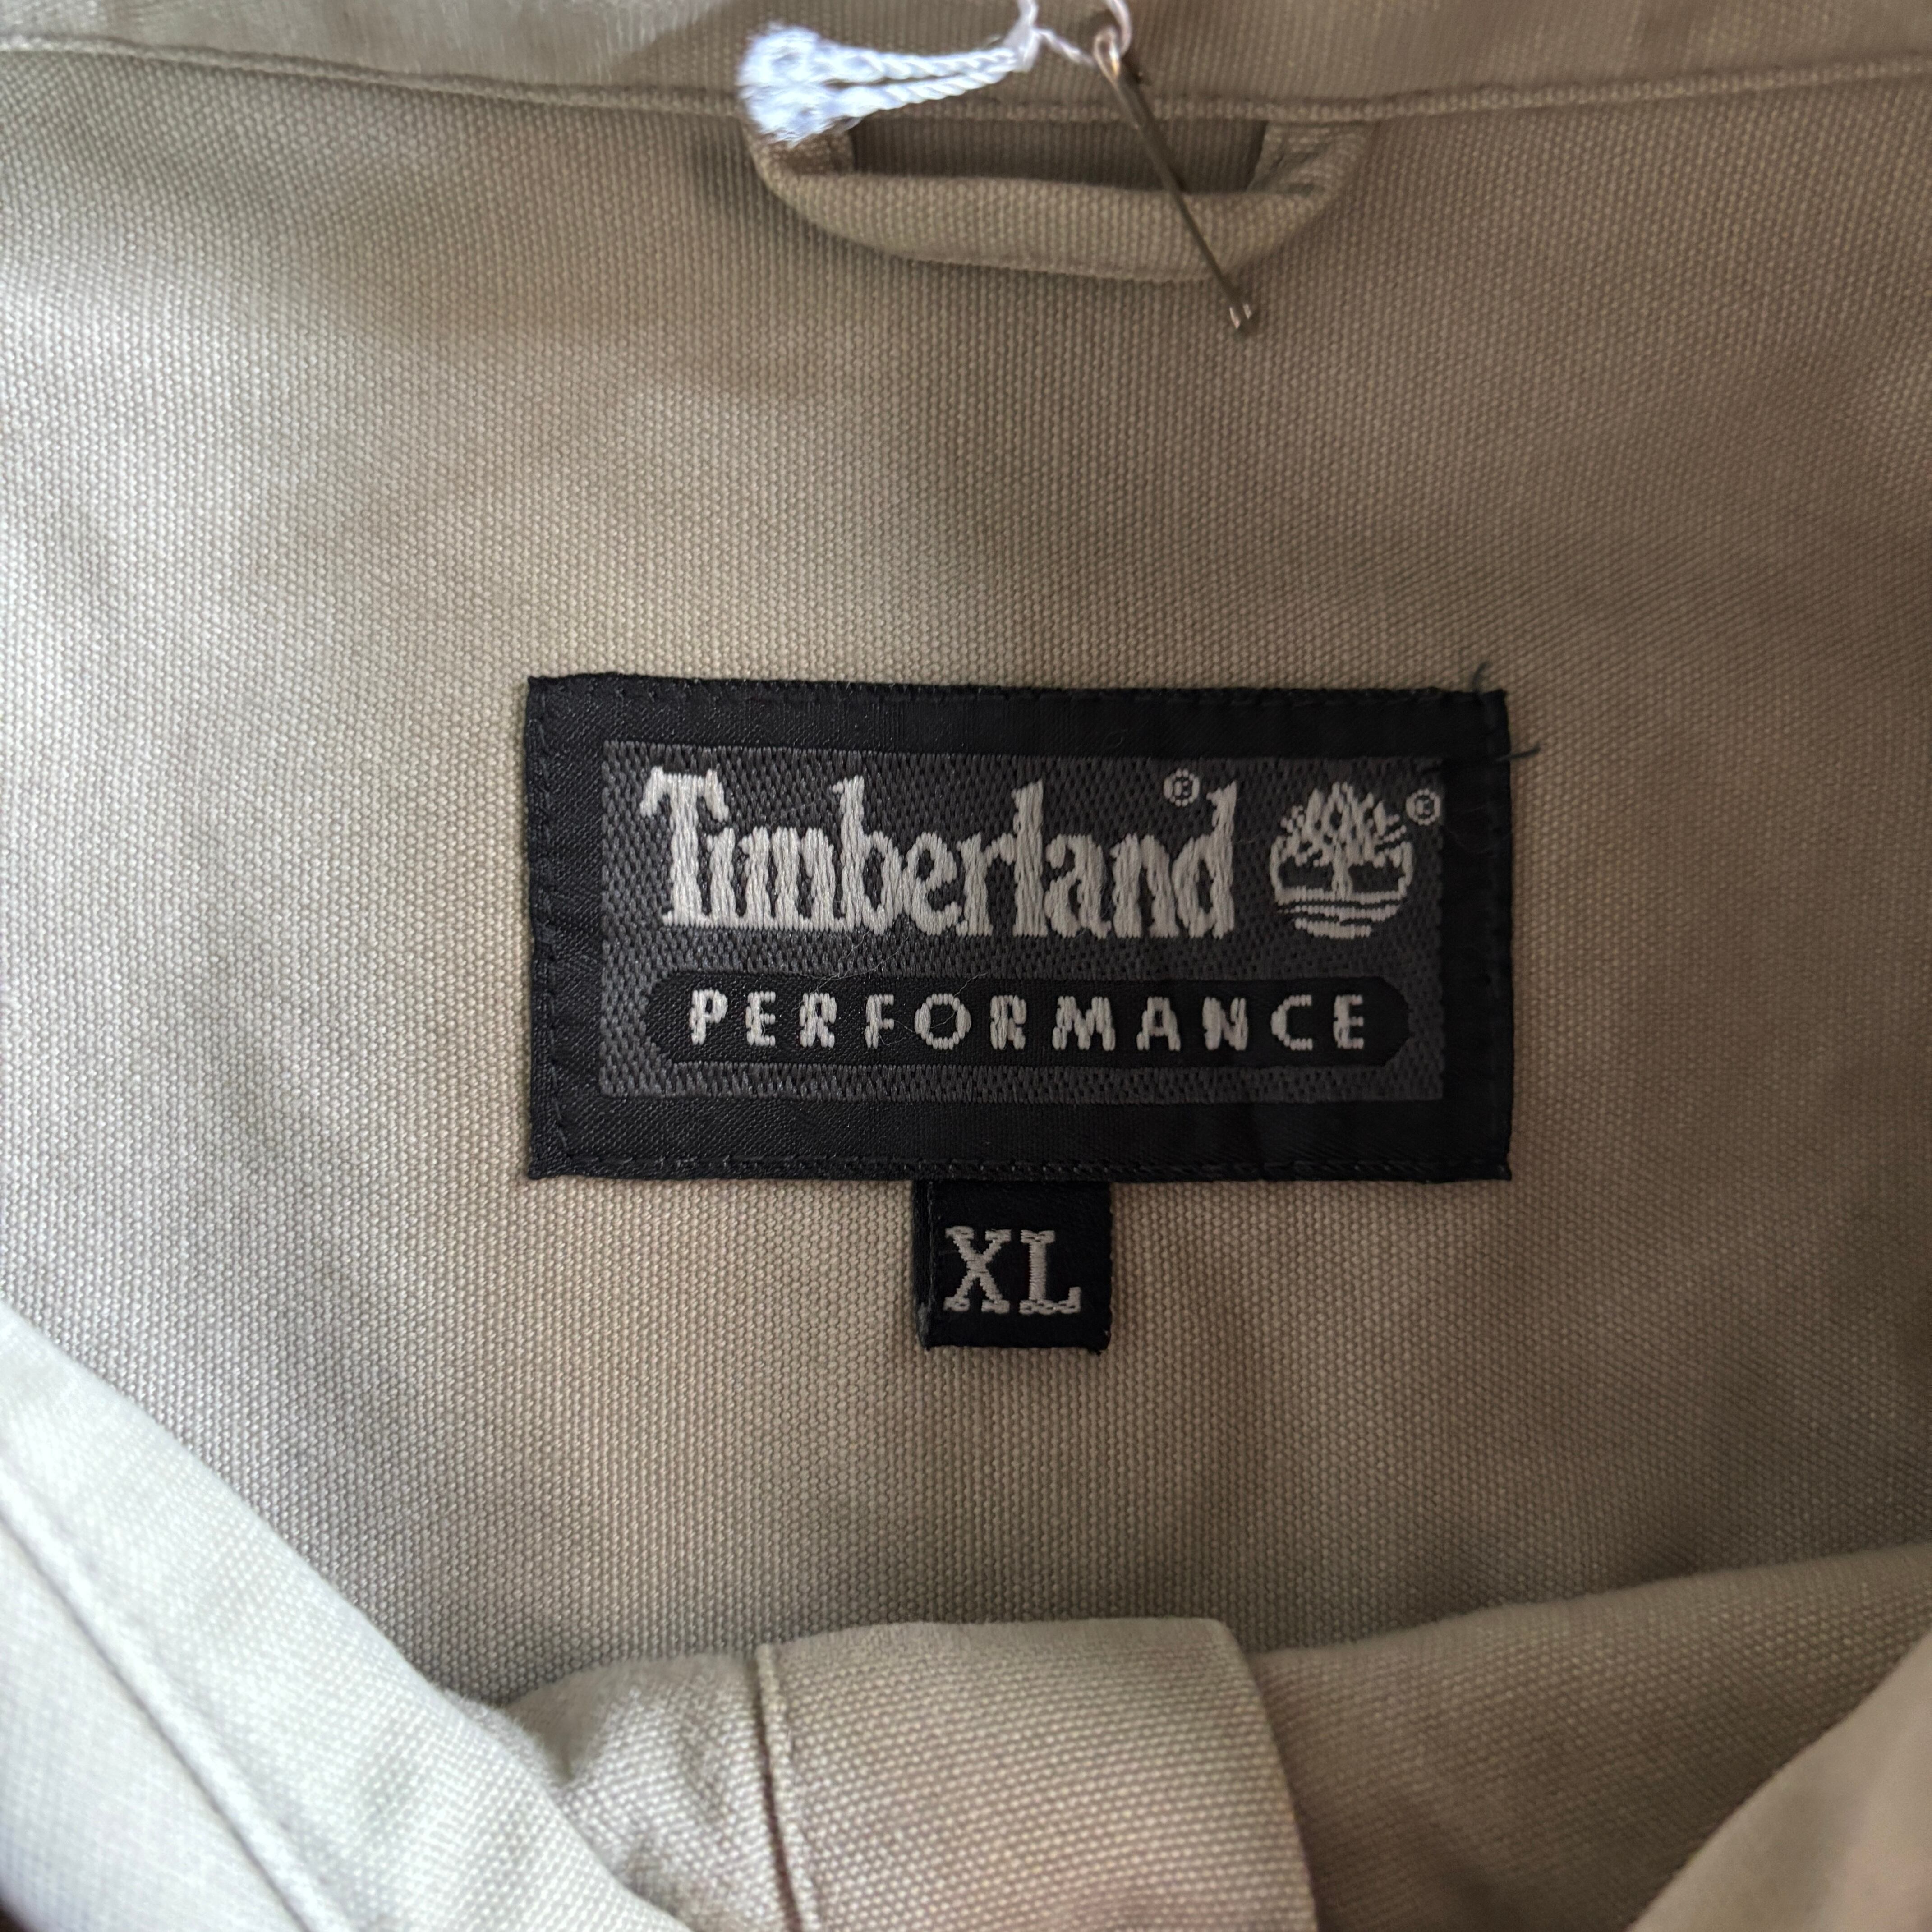 Timberland®
®
PERFORMANCE
XL